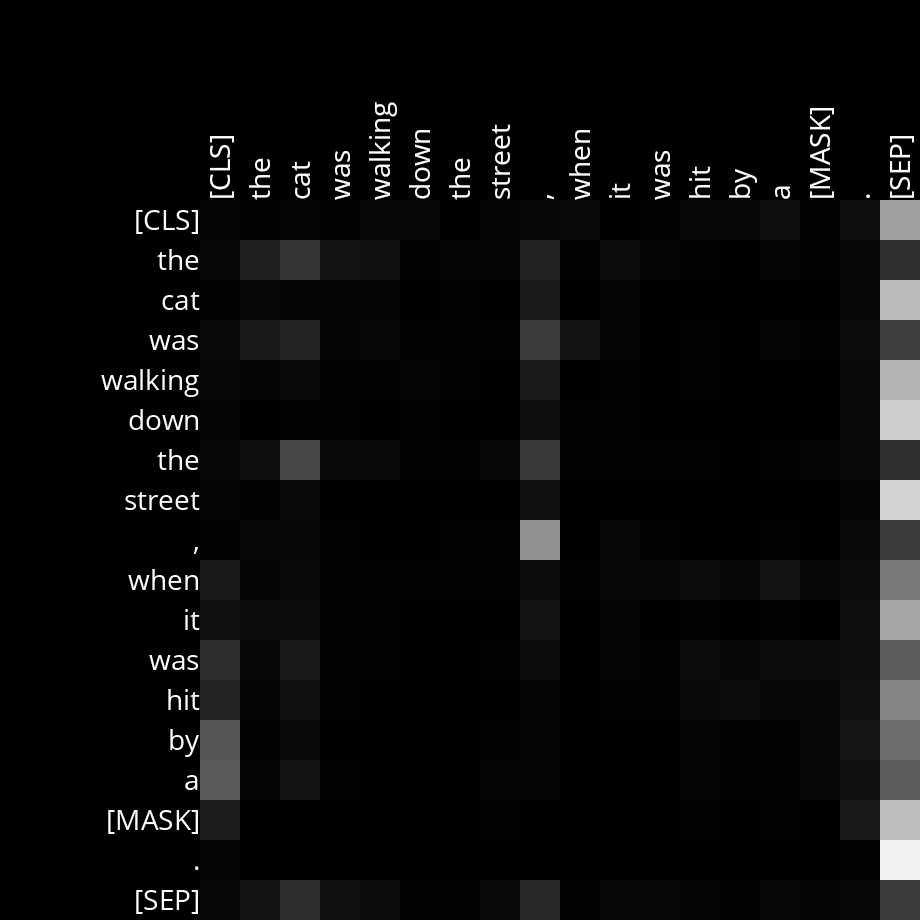 [CLS] the cat was walking down the street , when it was hit by a [MASK] . [SEP]
[CLS]
the
cat
was
walking
down
the
street
,
when
it
was
hit
by
a
[MASK]
.
[SEP]